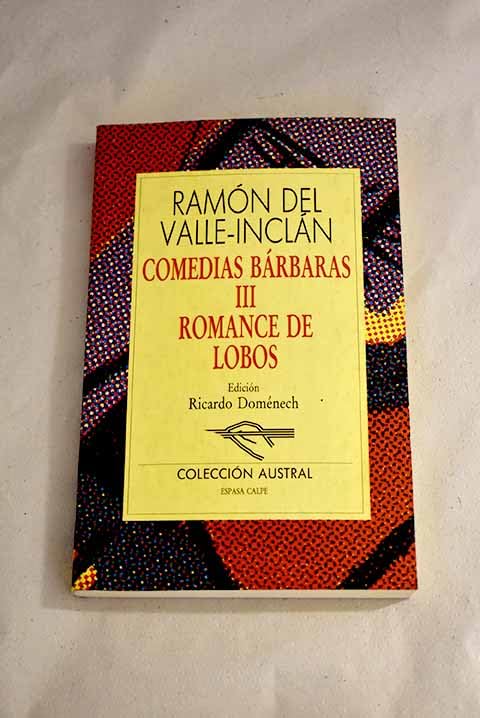 RAMÓN DEL
VALLE-INCLÁN
COMEDIAS BÁRBARAS
III
ROMANCE DE
LOBOS
Edición
Ricardo Doménech
COLECCIÓN AUSTRAL
ESPASA CALPE